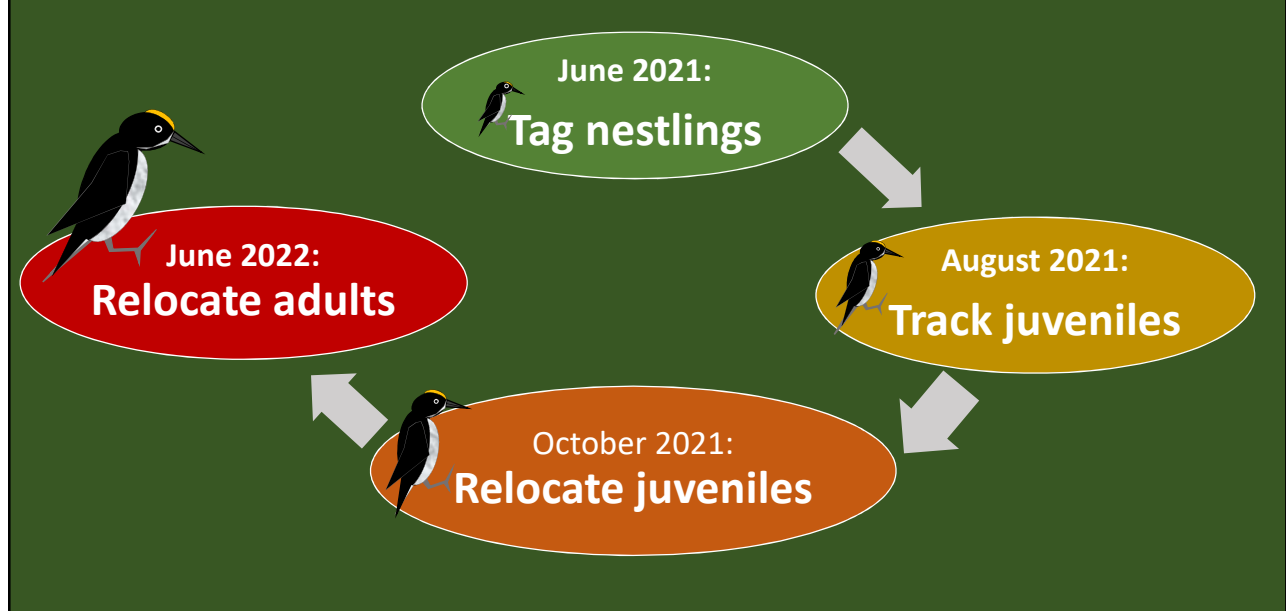 June 2021:
Tag nestlings
August 2021:
Track juveniles
October 2021:
Relocate juveniles
June 2022:
Relocate adults